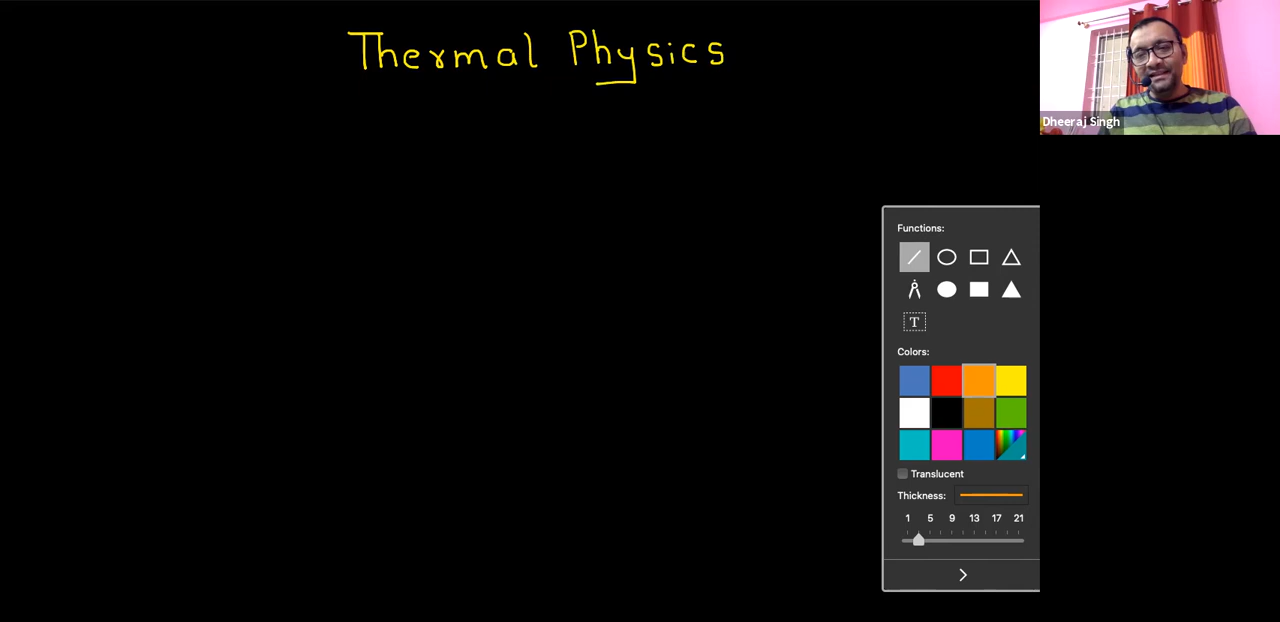 Thermal Physics
Dheeraj Singh
Functions:
T
Colors:
Translucent
Thickness:
1 5 9 13 17 21